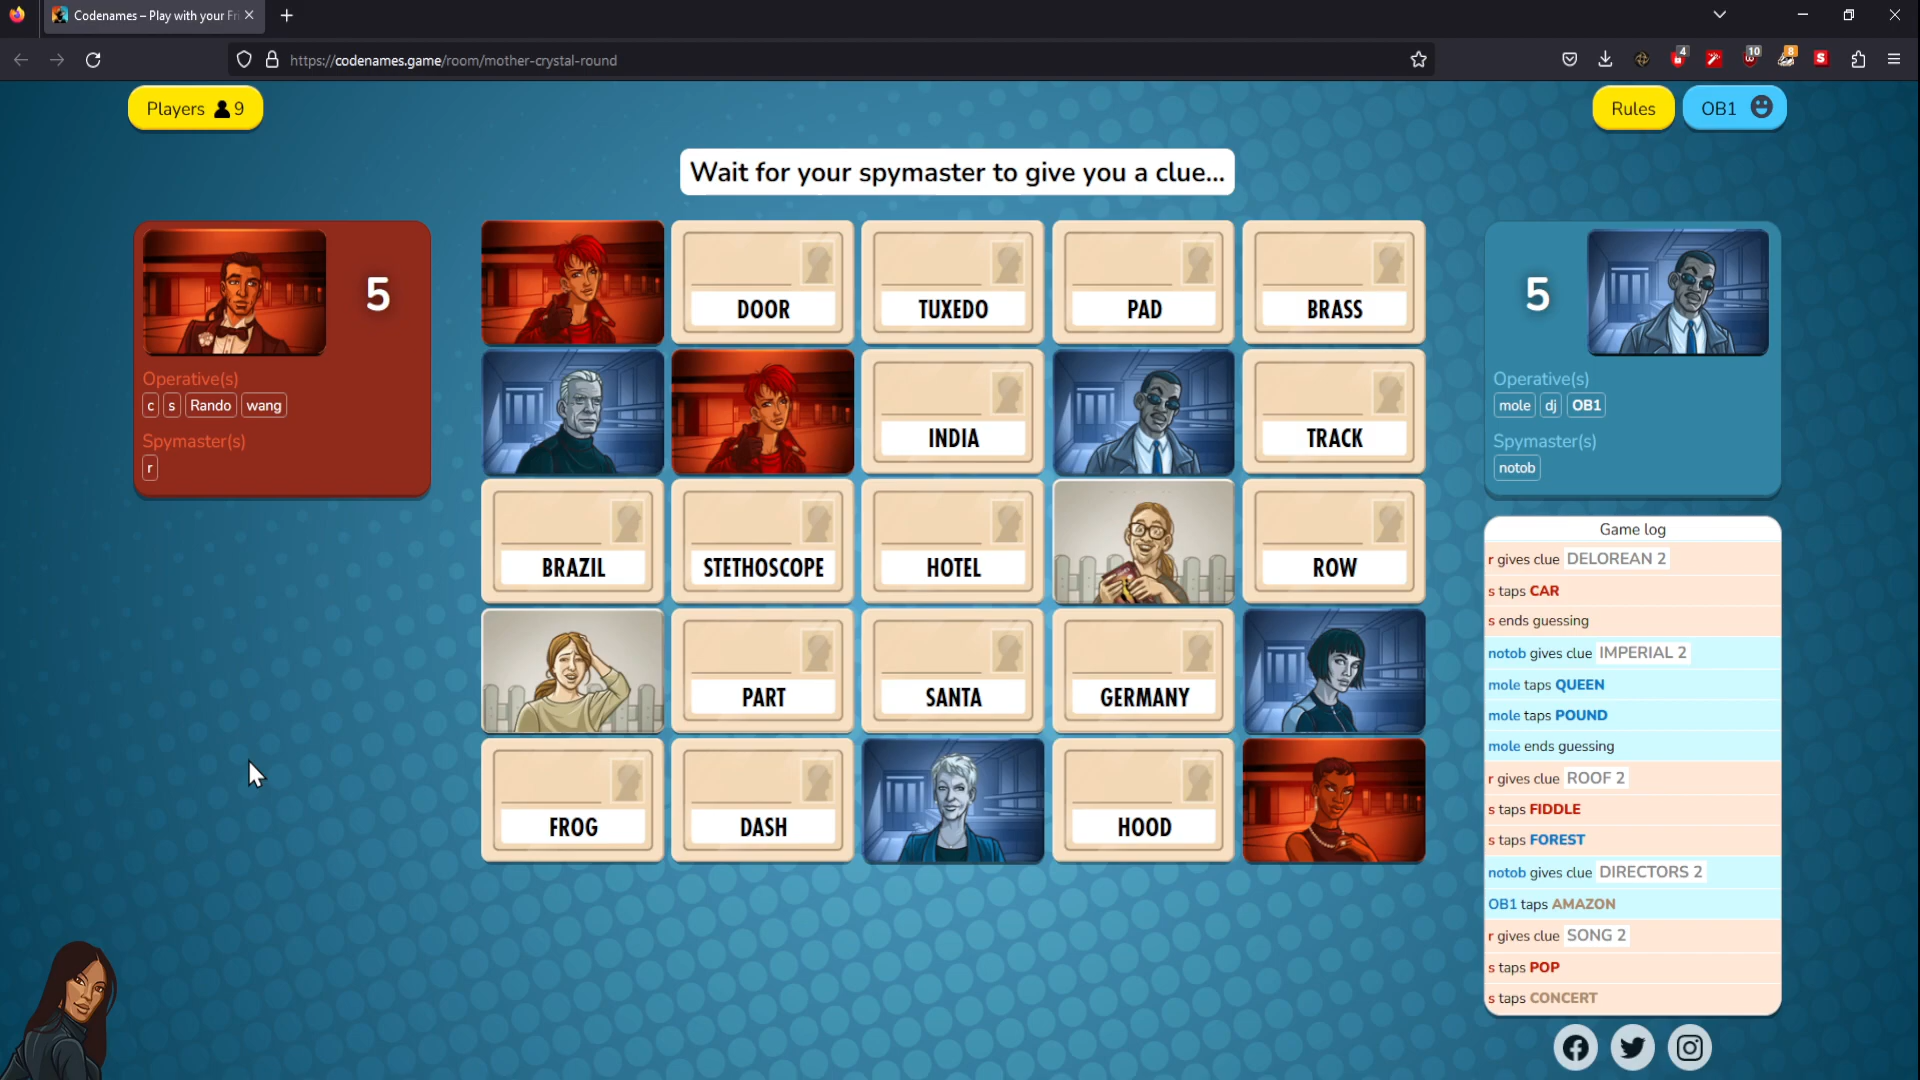 Codenames – Play with your Fr
https://codenames.game/room/mother-crystal-round
4
10
8
S
Players 9
Rules
OB1
Wait for your spymaster to give you a clue...
5
Operative(s)
c s Rando wang
Spymaster(s)
r
DOOR
TUXEDO
PAD
BRASS
INDIA
TRACK
BRAZIL
STETHOSCOPE
HOTEL
ROW
PART
SANTA
GERMANY
FROG
DASH
HOOD
5
Operative(s)
mole dj OB1
Spymaster(s)
notob
Game log
r gives clue DELOREAN 2
s taps CAR
s ends guessing
notob gives clue IMPERIAL 2
mole taps QUEEN
mole taps POUND
mole ends guessing
r gives clue ROOF 2
s taps FIDDLE
s taps FOREST
notob gives clue DIRECTORS 2
OB1 taps AMAZON
r gives clue SONG 2
s taps POP
s taps CONCERT